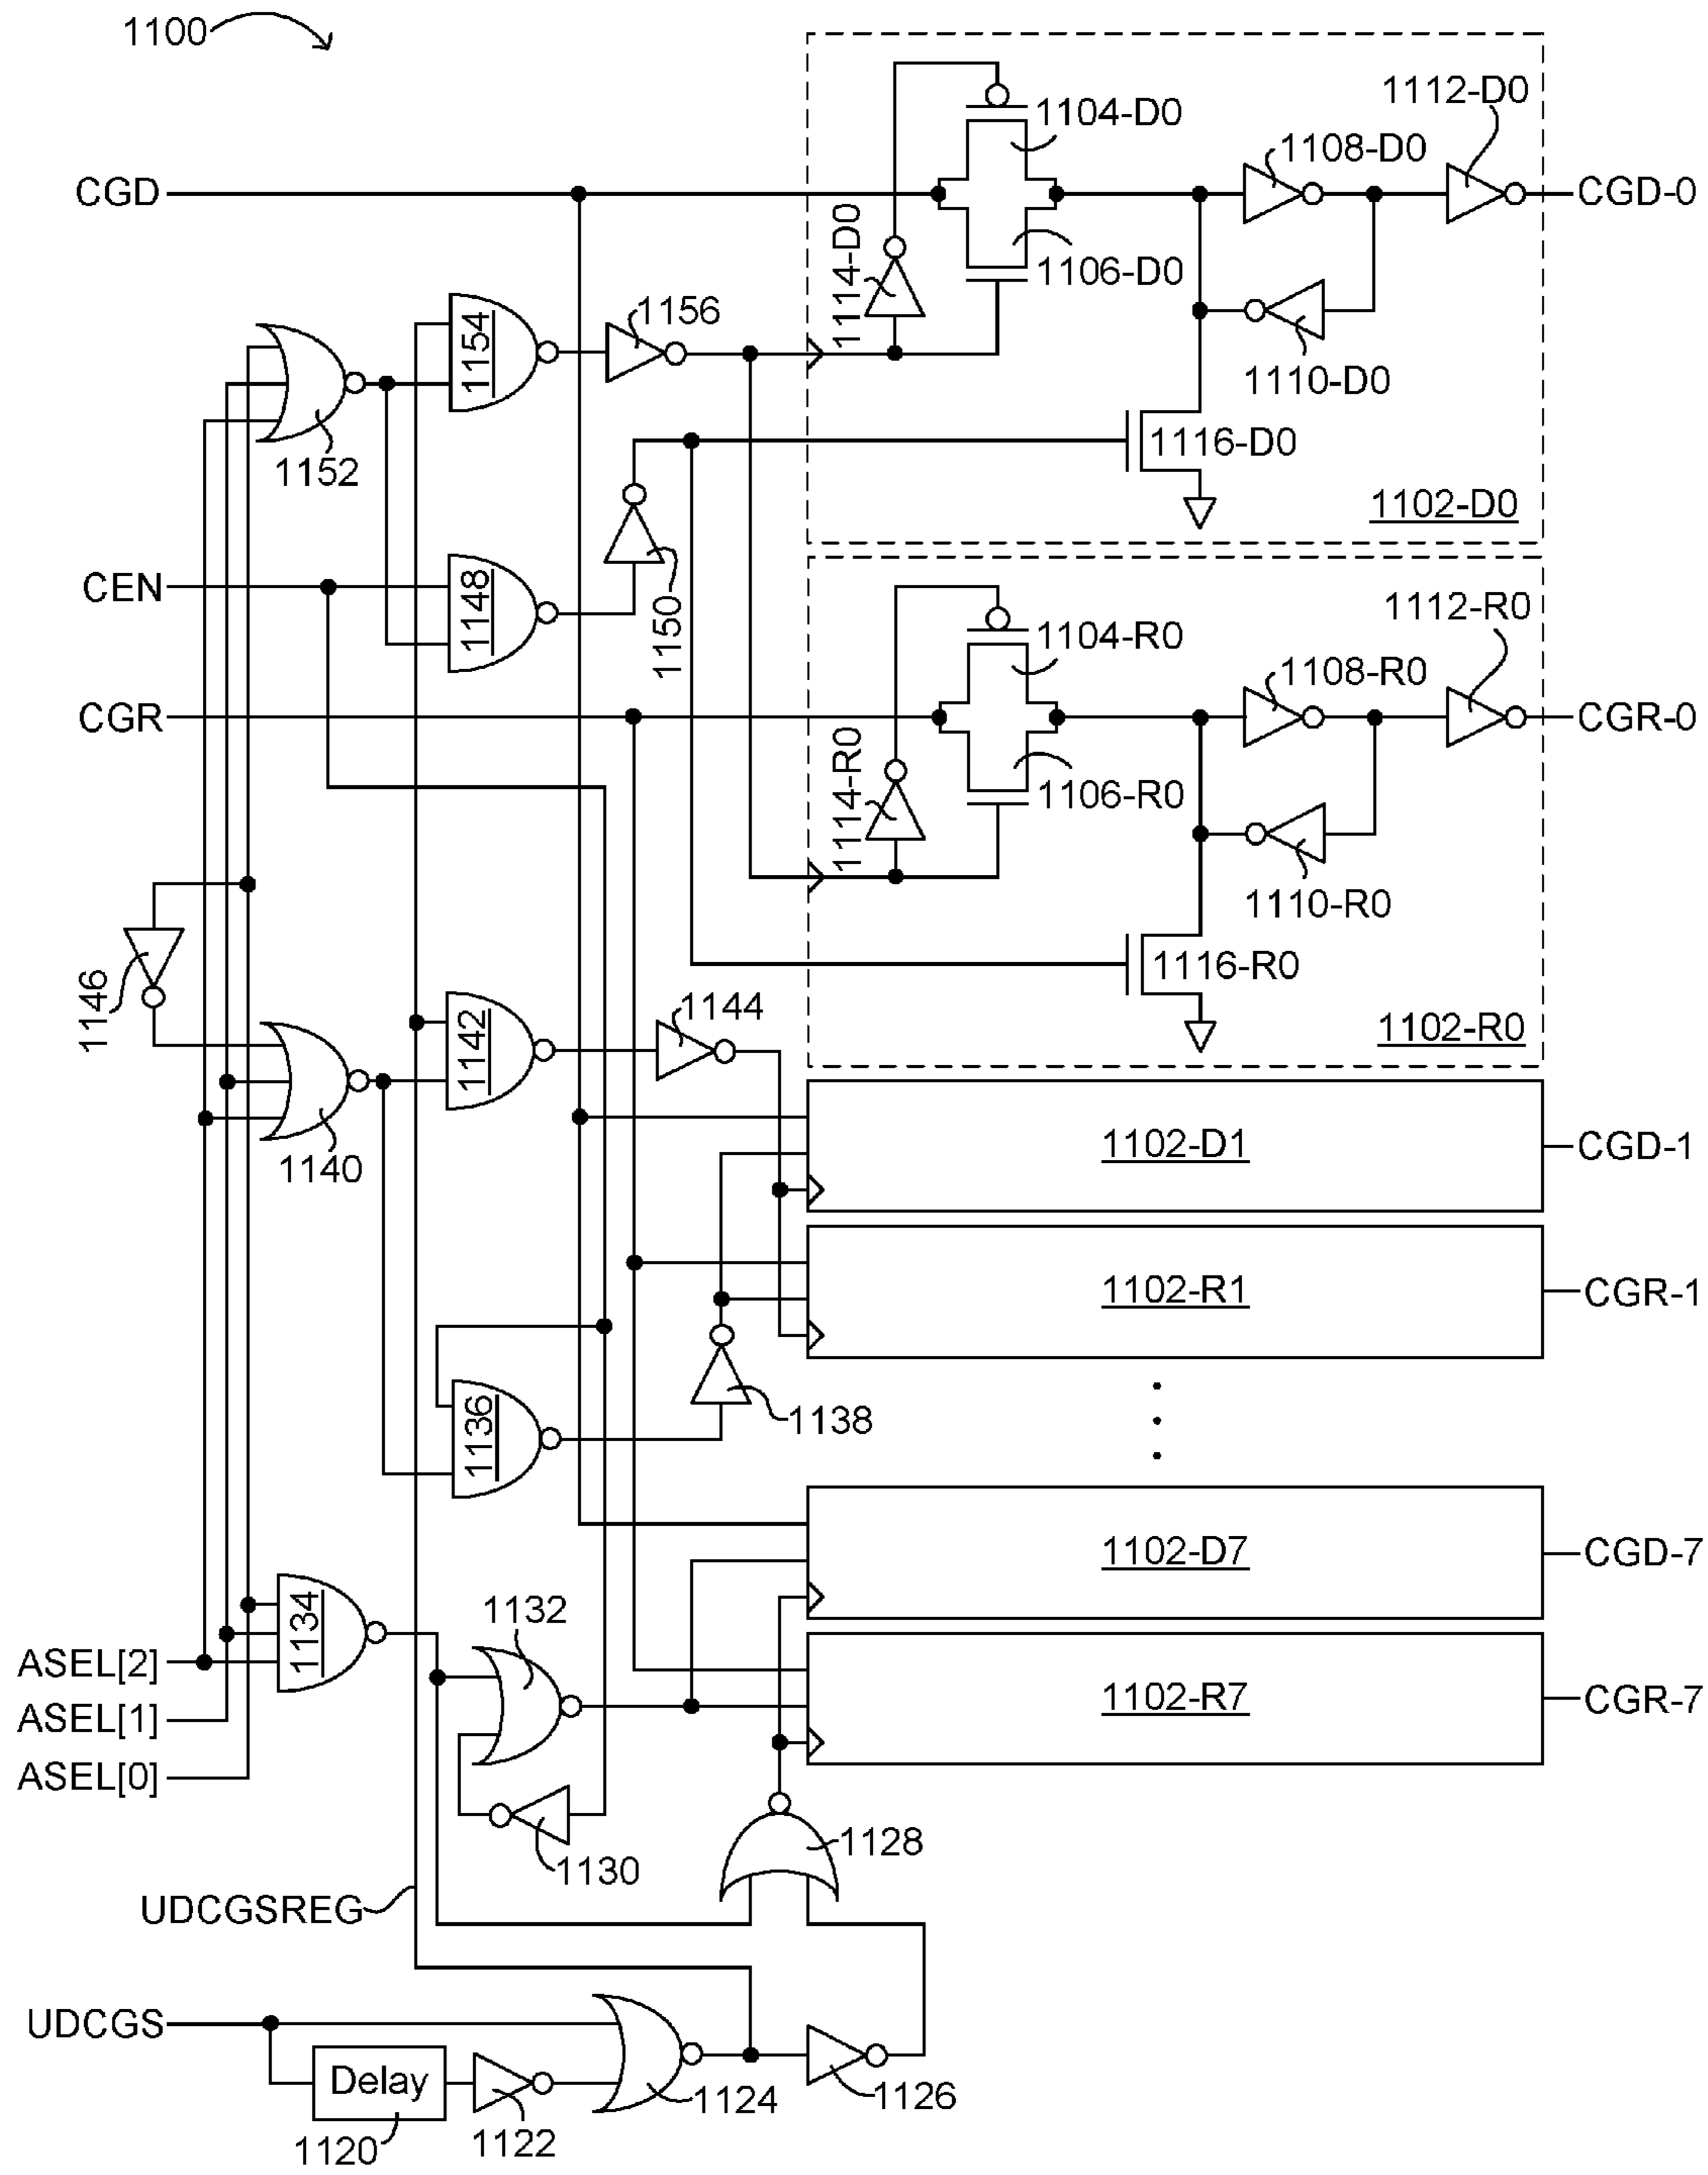 1100
1112-D0
1104-D0
1108-D0
CGD
CGD-0
1114-D0
1106-D0
1154
1156
1110-D0
1116-D0
1152
1102-D0
CEN
1148
1150
1112-R0
1104-R0
1108-R0
CGR
CGR-0
1114-R0
1106-R0
1110-R0
1116-R0
1146
1142
1144
1102-R0
1140
1102-D1
CGD-1
1102-R1
CGR-1
1136
1138
1102-D7
CGD-7
1134
1132
ASEL[2]
1102-R7
CGR-7
ASEL[1]
ASEL[0]
1128
1130
UDCGSREG
UDCGS
Delay
1124
1126
1120
1122